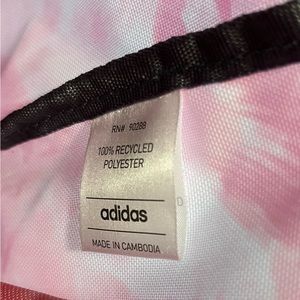 RN# 90288
100% RECYCLED
POLYESTER
adidas
MADE IN CAMBODIA